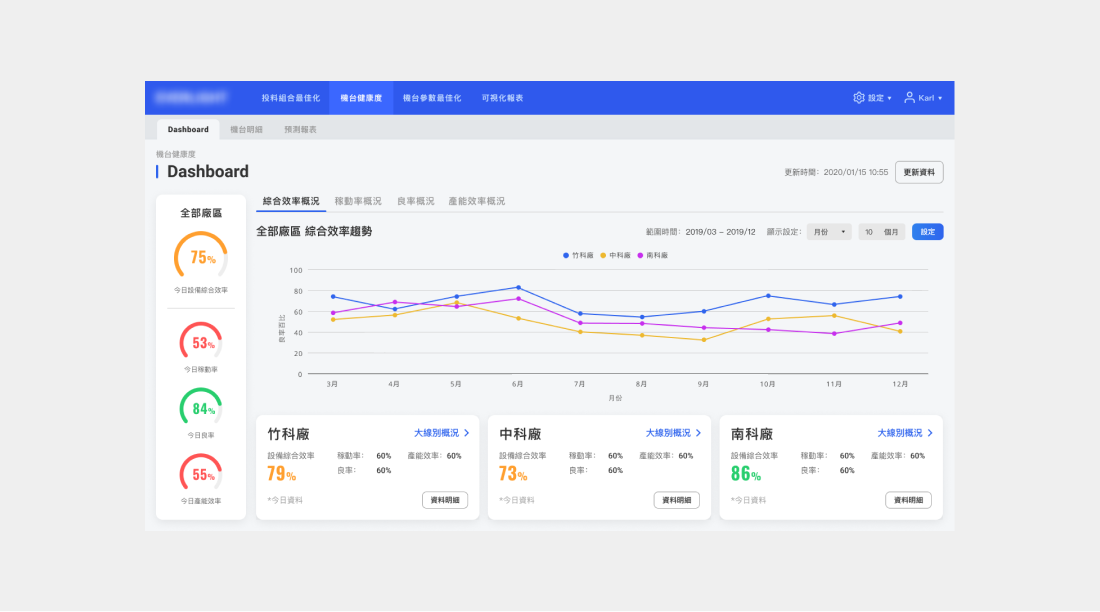 投料組合最佳化 機台健康度 機台參數最佳化 可視化報表 設定 Karl
Dashboard 機台明細 預測報表
機台健康度
Dashboard
更新時間: 2020/01/15 10:55 更新資料
全部廠區
75%
今日設備綜合效率
53%
今日稼動率
84%
今日良率
55%
今日產能效率
綜合效率概況 稼動率概況 良率概況 產能效率概況
全部廠區 綜合效率趨勢
範圍時間: 2019/03 ~ 2019/12 顯示設定: 月份 10 個月 設定
竹科廠 中科廠 南科廠
良率百比
100
80
60
40
20
0
3月 4月 5月 6月 7月 8月 9月 10月 11月 12月
月份
竹科廠 大線別概況
設備綜合效率 稼動率: 60% 產能效率: 60%
79% 良率: 60%
*今日資料 資料明細
中科廠 大線別概況
設備綜合效率 稼動率: 60% 產能效率: 60%
73% 良率: 60%
*今日資料 資料明細
南科廠 大線別概況
設備綜合效率 稼動率: 60% 產能效率: 60%
86% 良率: 60%
*今日資料 資料明細